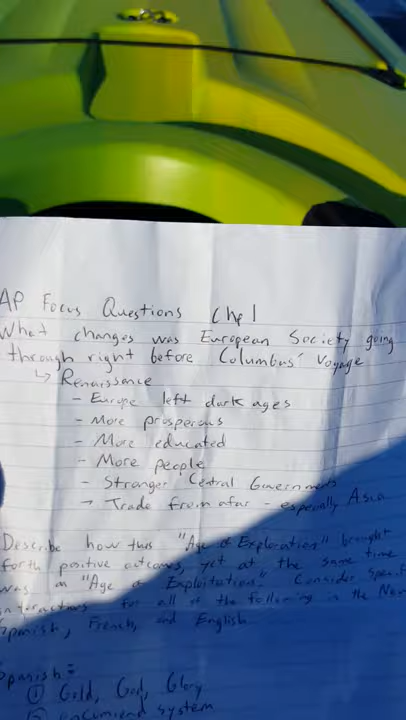 AP Focus Questions Chp 1
What changes was European Society going
through right before Columbus' Voyage
↳ Renaissance
- Europe left dark ages
- More prosperous
- More educated
- More people
- Stronger Central Governments
→ Trade from afar - especially Asia
Describe how this "Age of Exploration" brought
forth positive outcomes, yet at the same time
was an "Age of Exploitation". Consider
interactions for all of the following in the New
Spanish, French, and English
Spanish =
① Gold, God, Glory
② encomiend system